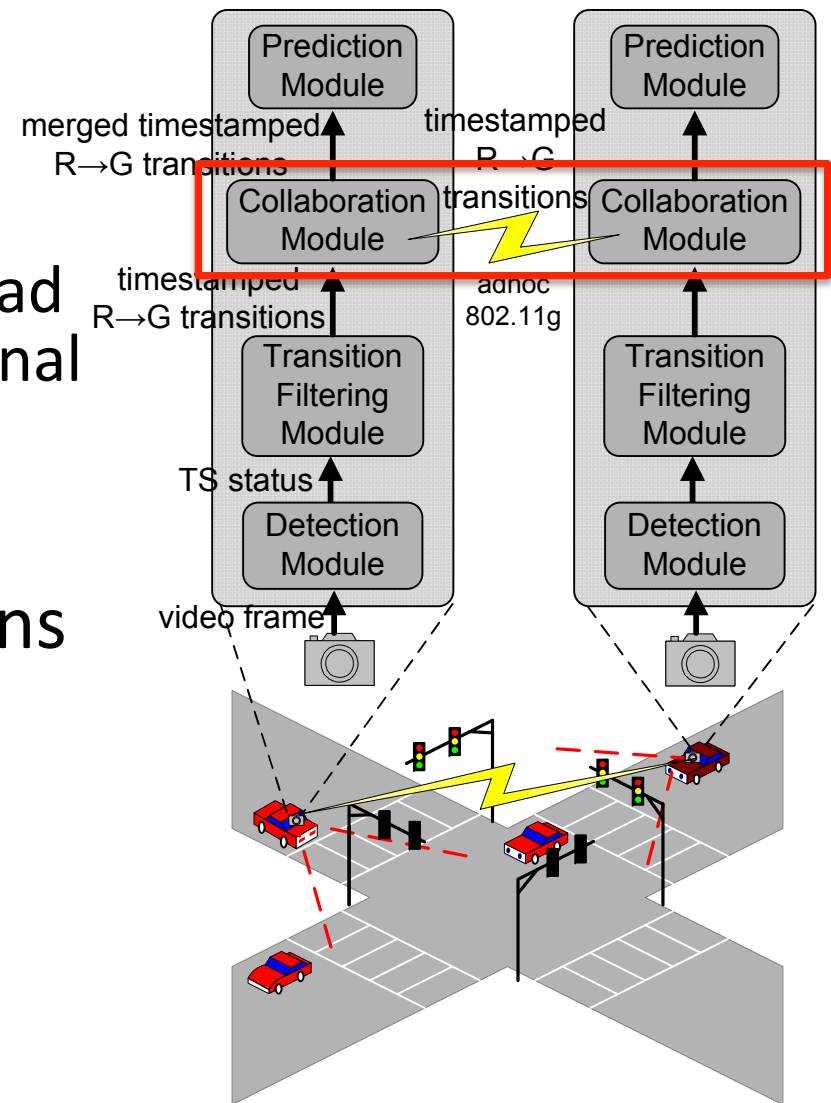 Prediction
Module
Prediction
Module
merged timestamped
R→G transitions
timestamped
R→G
transitions
Collaboration
Module
Collaboration
Module
ad
nal
ns
timestamped
R→G transitions
adhoc
802.11g
Transition
Filtering
Module
Transition
Filtering
Module
TS status
Detection
Module
Detection
Module
video frame